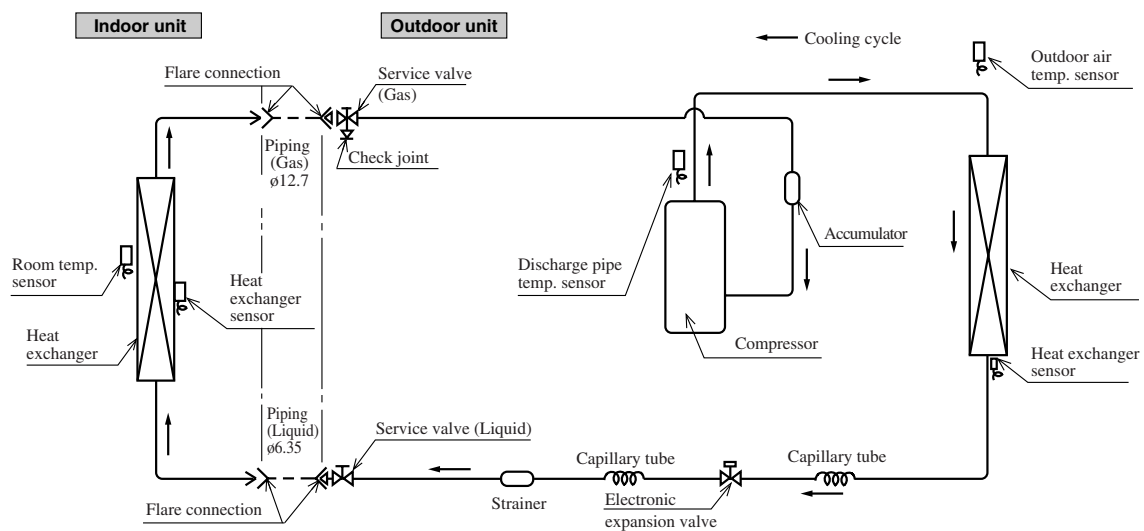 Indoor unit
Outdoor unit
Cooling cycle
Outdoor air
temp. sensor
Flare connection
Service valve
(Gas)
Piping
(Gas)
ø12.7
Check joint
Accumulator
Room temp.
sensor
Heat
exchanger
sensor
Discharge pipe
temp. sensor
Heat
exchanger
Heat
exchanger
Compressor
Heat exchanger
sensor
Piping
(Liquid)
ø6.35
Service valve (Liquid)
Capillary tube
Capillary tube
Flare connection
Strainer
Electronic
expansion valve